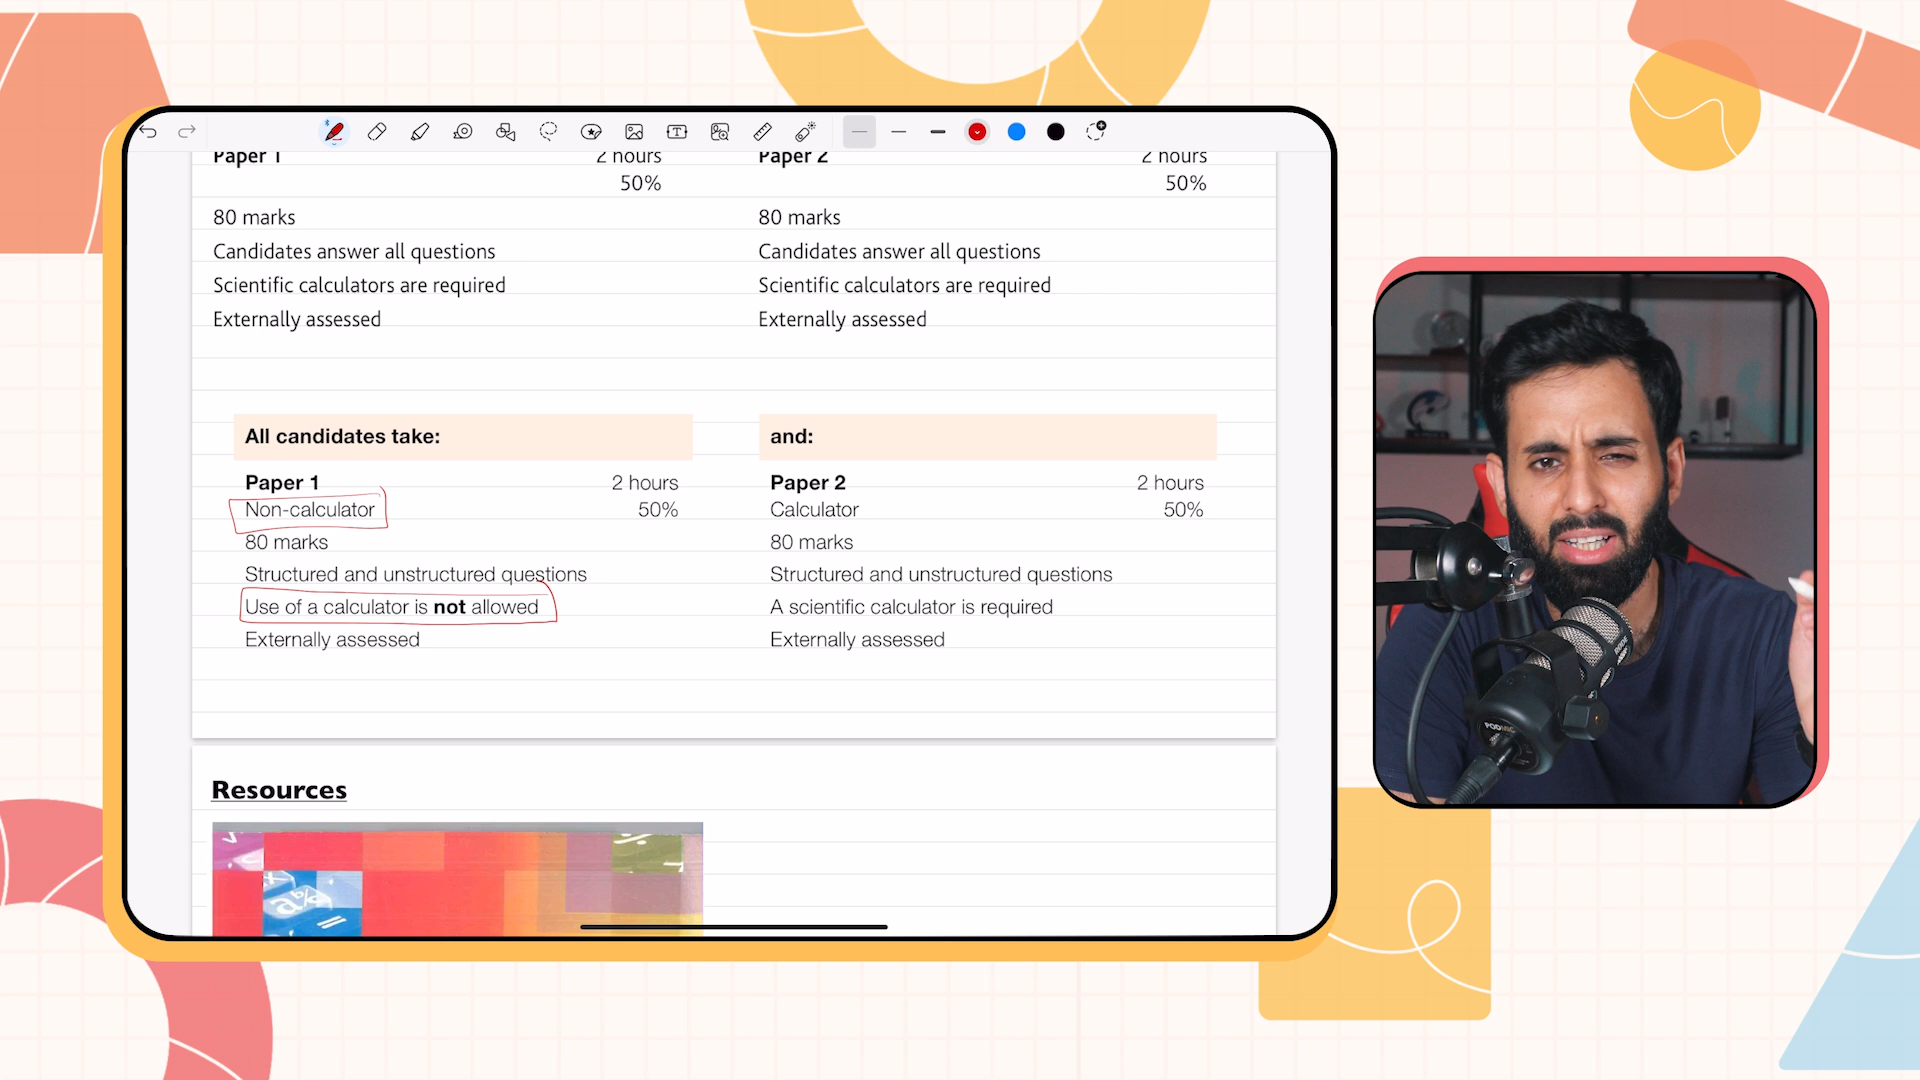 Paper 1 2 hours Paper 2 2 hours
50% 50%
80 marks 80 marks
Candidates answer all questions Candidates answer all questions
Scientific calculators are required Scientific calculators are required
Externally assessed Externally assessed
All candidates take: and:
Paper 1 2 hours Paper 2 2 hours
Non-calculator 50% Calculator 50%
80 marks 80 marks
Structured and unstructured questions Structured and unstructured questions
Use of a calculator is not allowed A scientific calculator is required
Externally assessed Externally assessed
Resources